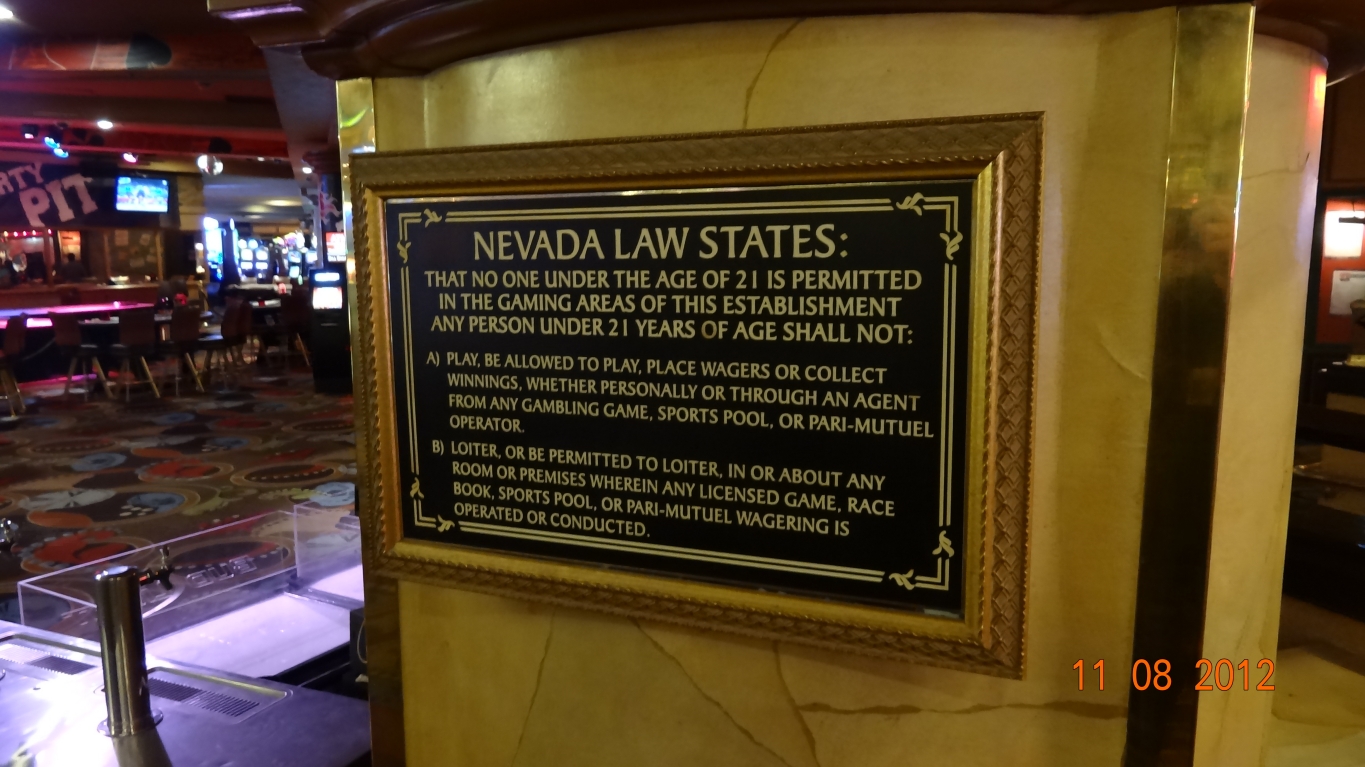 RTY
PIT
NEVADA LAW STATES:
THAT NO ONE UNDER THE AGE OF 21 IS PERMITTED
IN THE GAMING AREAS OF THIS ESTABLISHMENT
ANY PERSON UNDER 21 YEARS OF AGE SHALL NOT:
A) PLAY, BE ALLOWED TO PLAY, PLACE WAGERS OR COLLECT
WINNINGS, WHETHER PERSONALLY OR THROUGH AN AGENT
FROM ANY GAMBLING GAME, SPORTS POOL, OR PARI-MUTUEL
OPERATOR.
B) LOITER, OR BE PERMITTED TO LOITER, IN OR ABOUT ANY
ROOM OR PREMISES WHEREIN ANY LICENSED GAME, RACE
BOOK, SPORTS POOL, OR PARI-MUTUEL WAGERING IS
OPERATED OR CONDUCTED.
11 08 2012